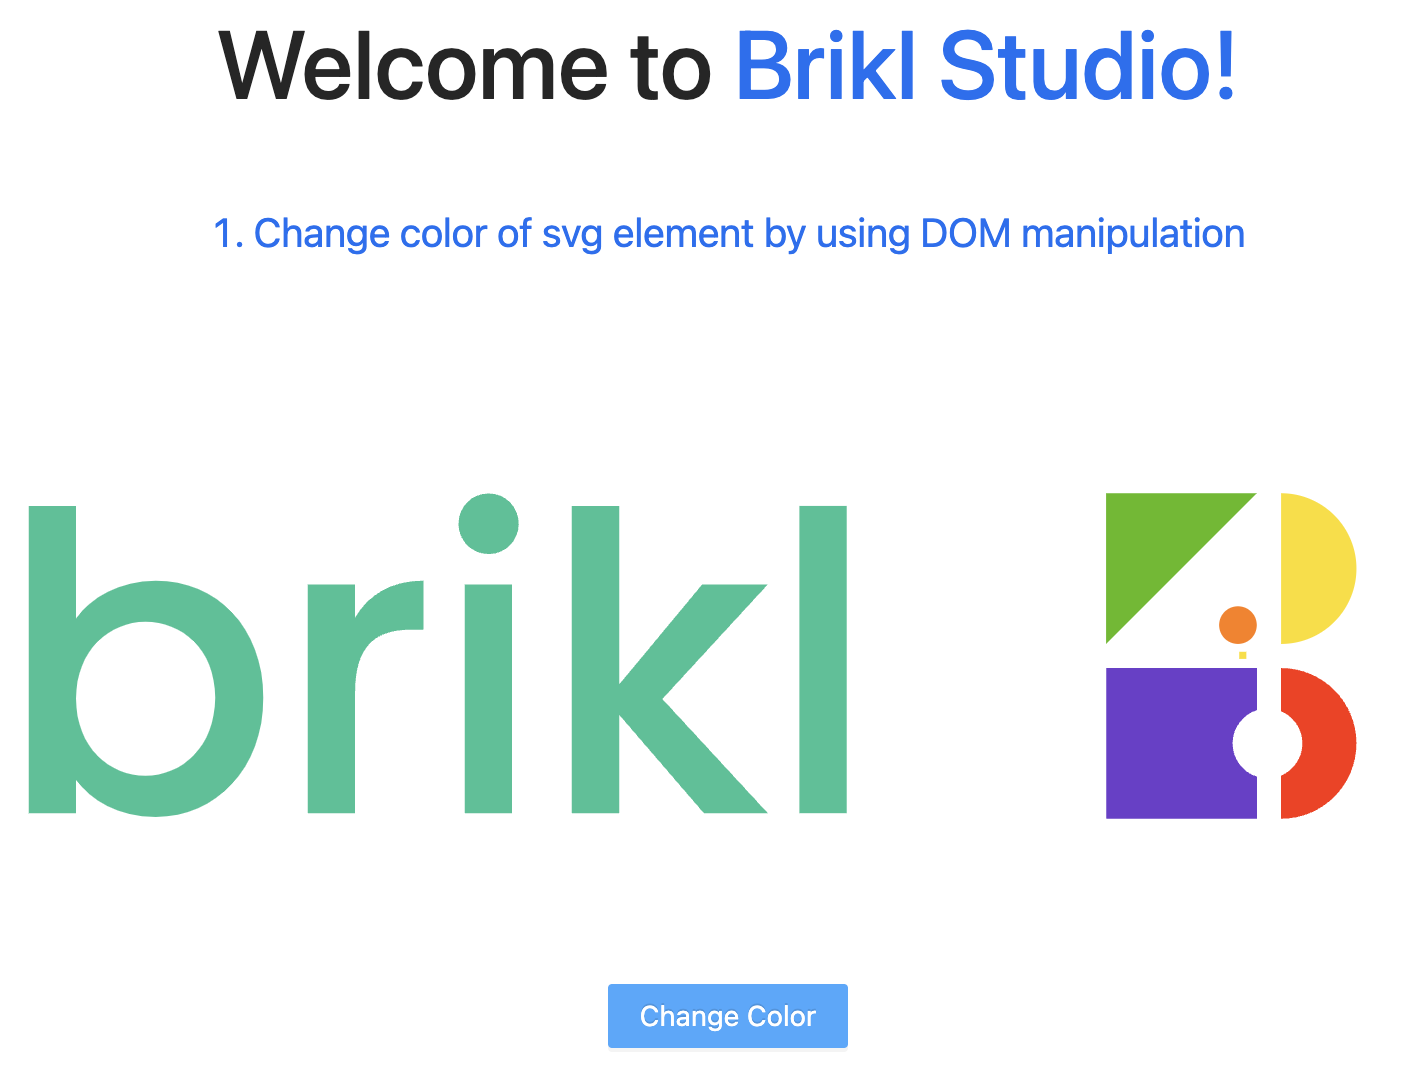 Welcome to Brikl Studio!
1. Change color of svg element by using DOM manipulation
brikl
Change Color